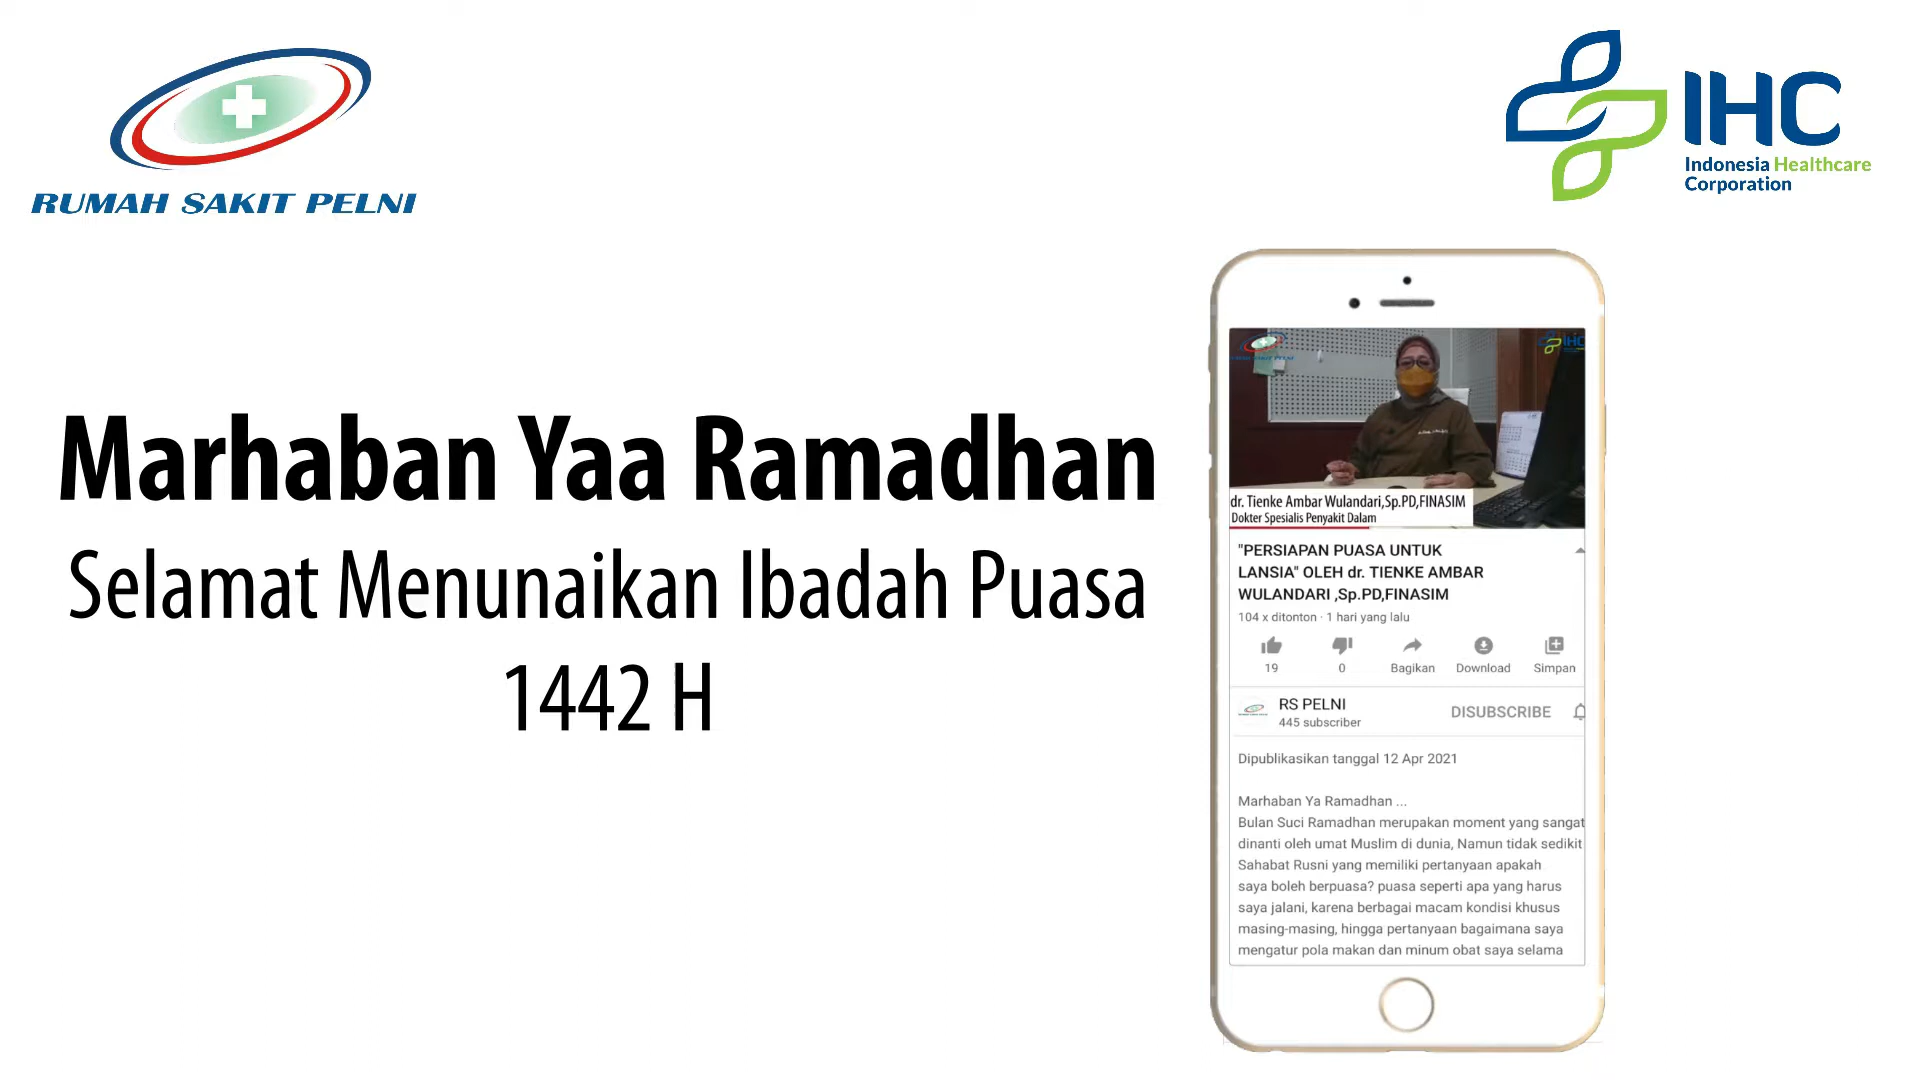 RUMAH SAKIT PELNI
IHC
Indonesia Healthcare
Corporation
Marhaban Yaa Ramadhan
Selamat Menunaikan Ibadah Puasa
1442 H
dr. Tienke Ambar Wulandari,Sp.PD,FINASIM
Dokter Spesialis Penyakit Dalam
"PERSIAPAN PUASA UNTUK
LANSIA" OLEH dr. TIENKE AMBAR
WULANDARI ,Sp.PD,FINASIM
104 x ditonton · 1 hari yang lalu
19 0 Bagikan Download Simpan
RS PELNI
445 subscriber
DISUBSCRIBE
Dipublikasikan tanggal 12 Apr 2021
Marhaban Ya Ramadhan ...
Bulan Suci Ramadhan merupakan moment yang sangat
dinanti oleh umat Muslim di dunia, Namun tidak sedikit
Sahabat Rusni yang memiliki pertanyaan apakah
saya boleh berpuasa? puasa seperti apa yang harus
saya jalani, karena berbagai macam kondisi khusus
masing-masing, hingga pertanyaan bagaimana saya
mengatur pola makan dan minum obat saya selama